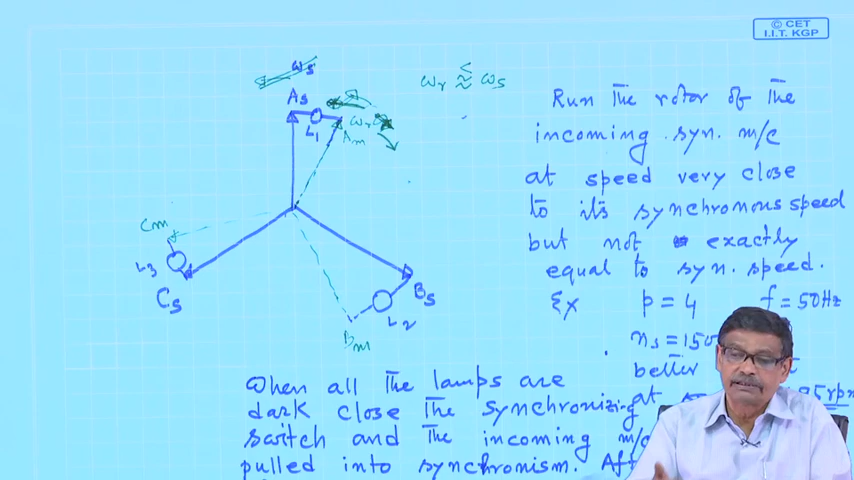 © CET
I.I.T. KGP
ωs
As
L1
ωr
Am
ωr ≲ ωs
Cm
L3
Cs
Bs
L2
Bm
Run The rotor of The
incoming syn. m/c
at speed very close
to its synchronous speed
but not exactly
equal to syn. speed.
Ex p = 4 f = 50Hz
ns = 150
better
at rpm
When all The lamps are
dark close The synchronizing
switch and The incoming m/c
pulled into synchronism.